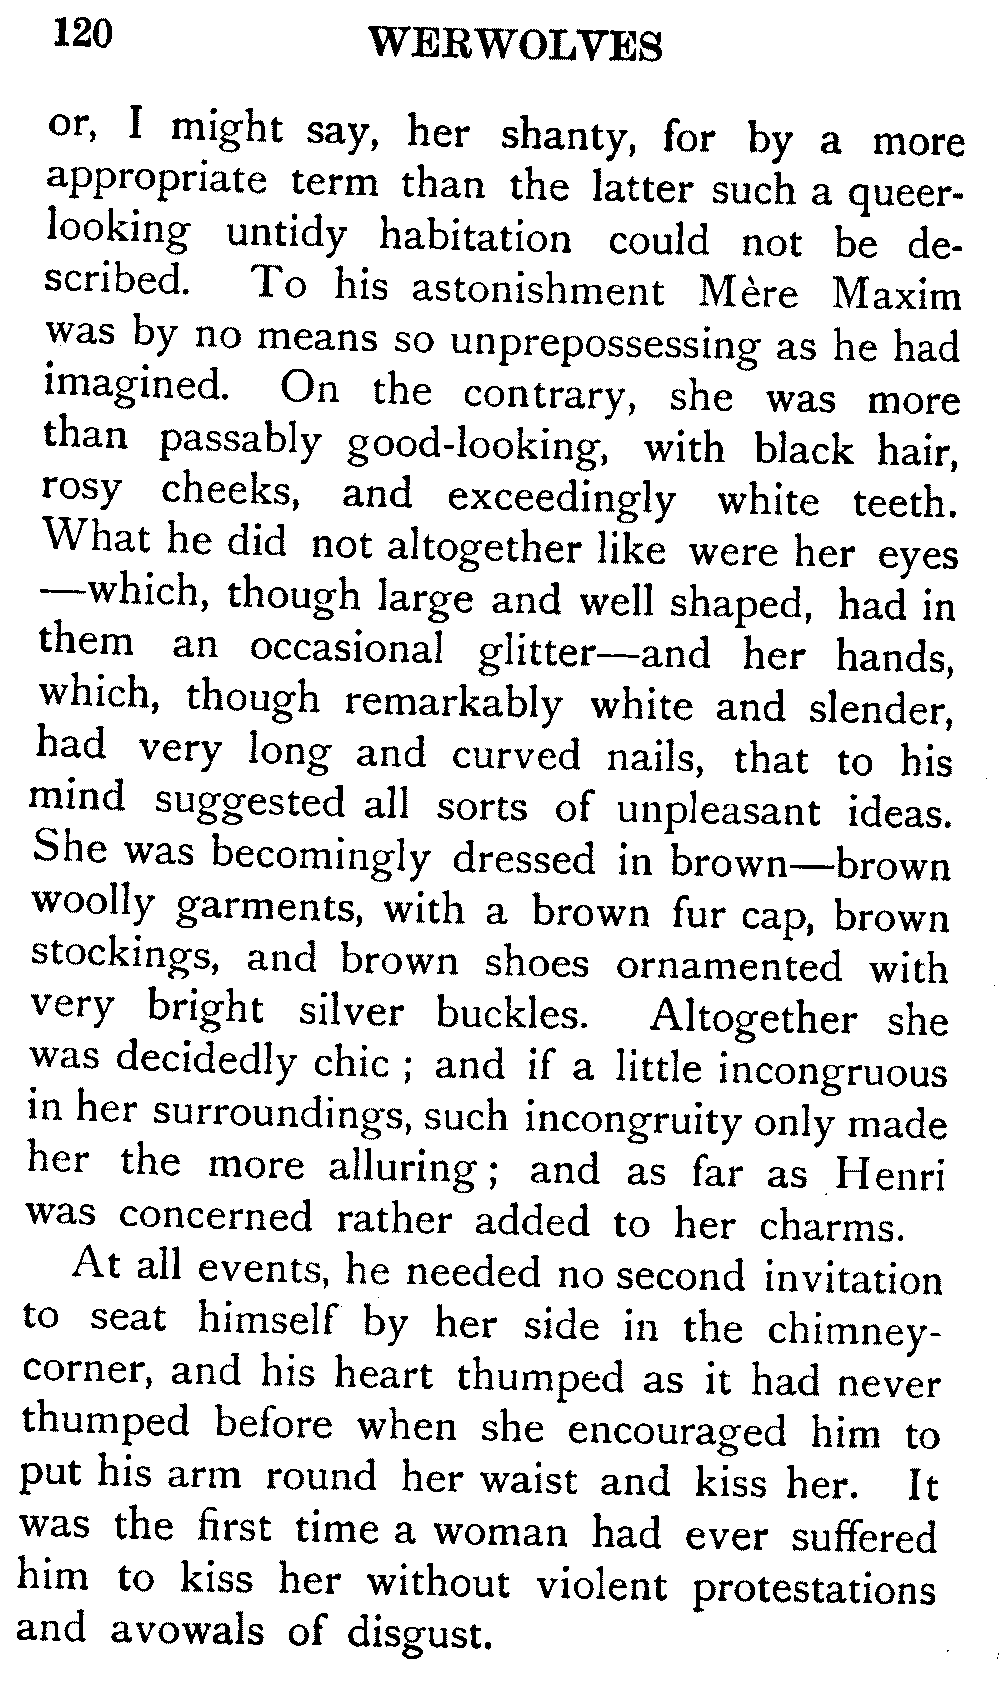 120 WERWOLVES
or, I might say, her shanty, for by a more
appropriate term than the latter such a queer-
looking untidy habitation could not be de-
scribed. To his astonishment Mère Maxim
was by no means so unprepossessing as he had
imagined. On the contrary, she was more
than passably good-looking, with black hair,
rosy cheeks, and exceedingly white teeth.
What he did not altogether like were her eyes
—which, though large and well shaped, had in
them an occasional glitter—and her hands,
which, though remarkably white and slender,
had very long and curved nails, that to his
mind suggested all sorts of unpleasant ideas.
She was becomingly dressed in brown—brown
woolly garments, with a brown fur cap, brown
stockings, and brown shoes ornamented with
very bright silver buckles. Altogether she
was decidedly chic ; and if a little incongruous
in her surroundings, such incongruity only made
her the more alluring ; and as far as Henri
was concerned rather added to her charms.
At all events, he needed no second invitation
to seat himself by her side in the chimney-
corner, and his heart thumped as it had never
thumped before when she encouraged him to
put his arm round her waist and kiss her. It
was the first time a woman had ever suffered
him to kiss her without violent protestations
and avowals of disgust.